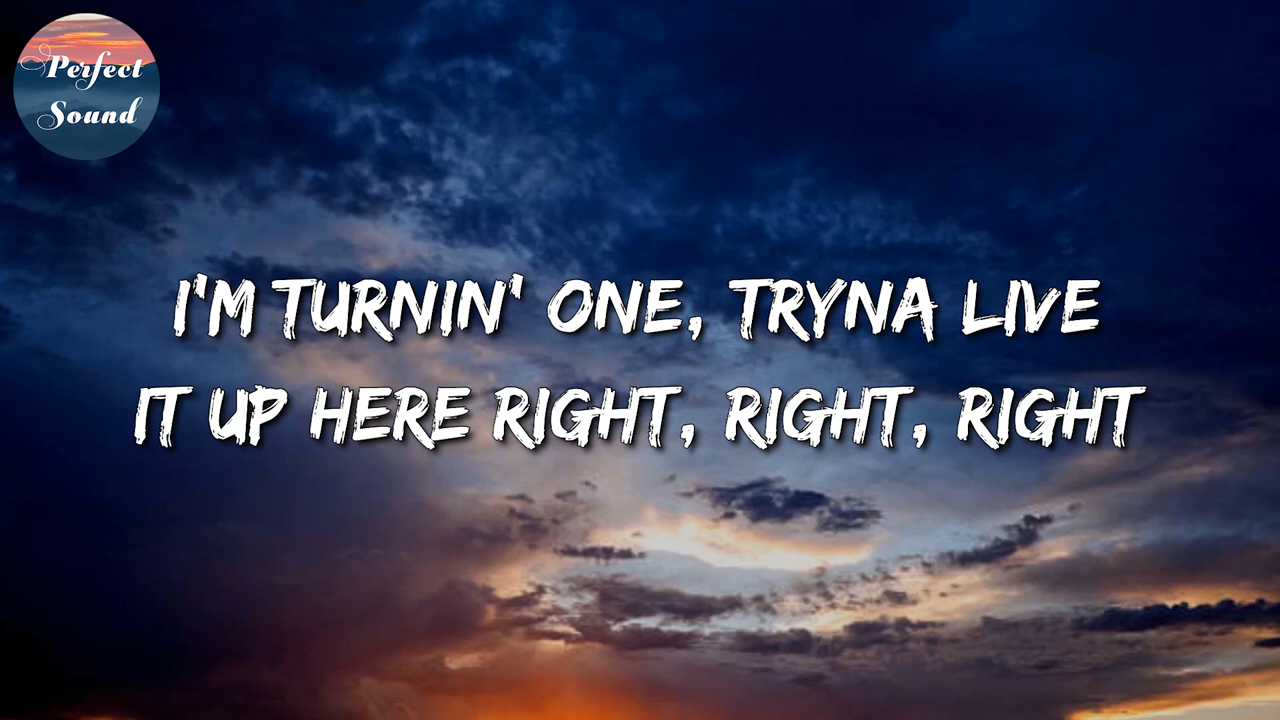 Perfect
Sound
I'M TURNIN' ONE, TRYNA LIVE
IT UP HERE RIGHT, RIGHT, RIGHT